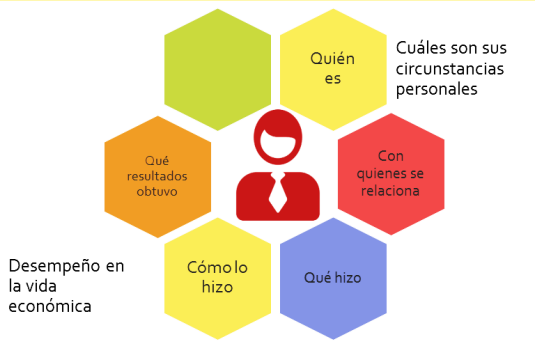 Quién
es
Cuáles son sus
circunstancias
personales
Qué
resultados
obtuvo
Con
quienes se
relaciona
Desempeño en
la vida
económica
Cómo lo
hizo
Qué hizo